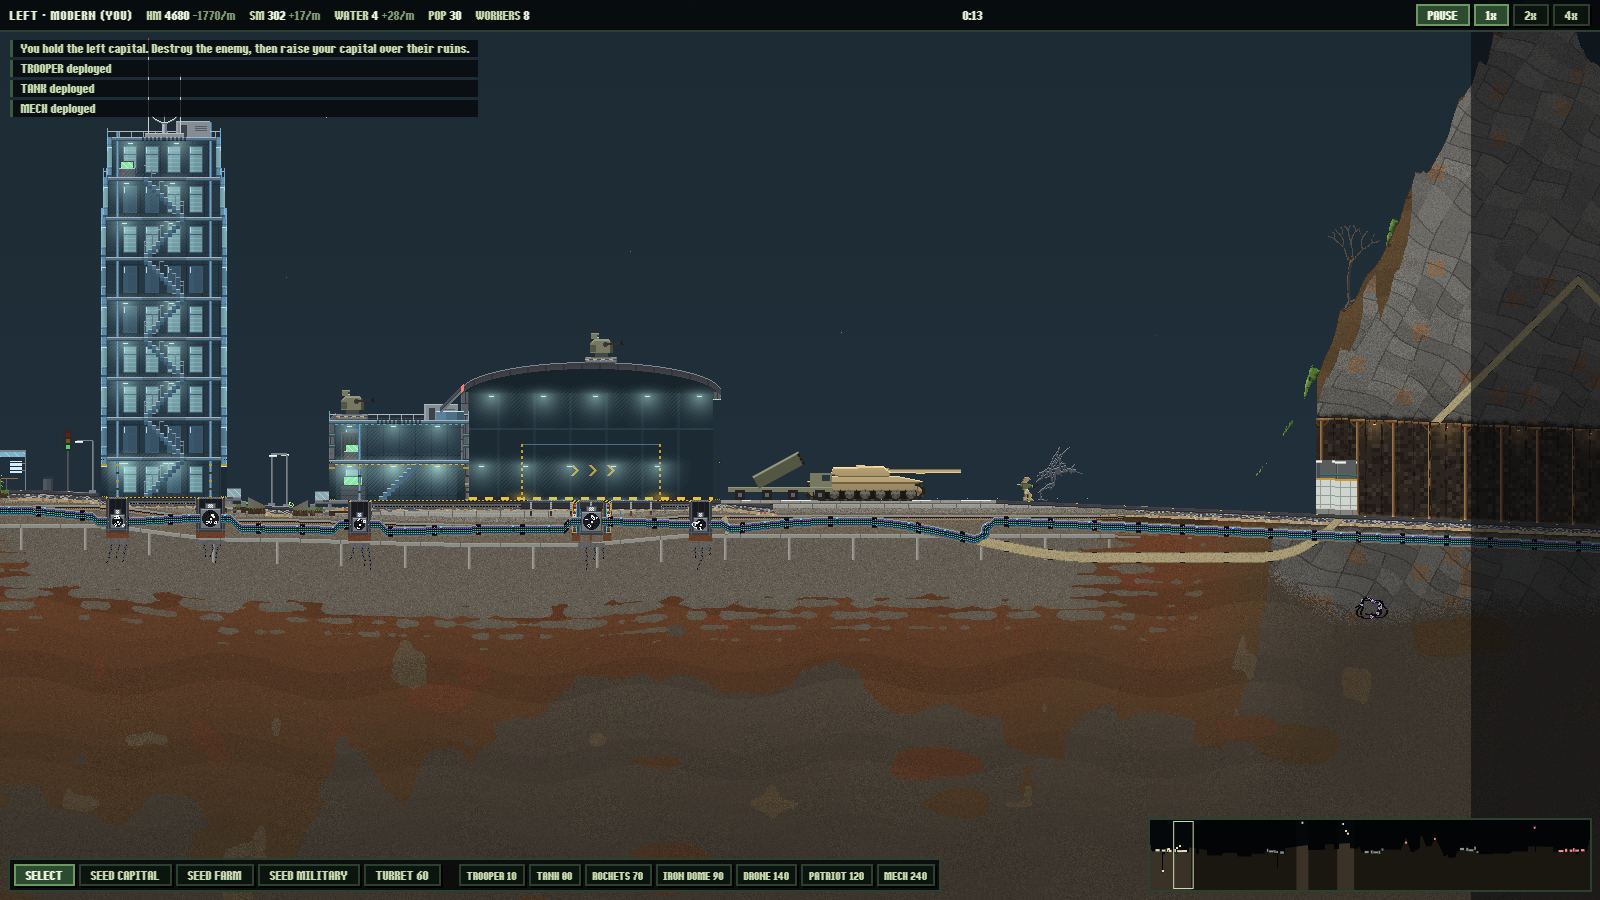 LEFT · MODERN (YOU) HM 4680 -1770/m SM 302 +17/m WATER 4 +28/m POP 30 WORKERS 8 0:13 PAUSE 1x 2x 4x
You hold the left capital. Destroy the enemy, then raise your capital over their ruins.
TROOPER deployed
TANK deployed
MECH deployed
SELECT SEED CAPITAL SEED FARM SEED MILITARY TURRET 60 TROOPER 10 TANK 80 ROCKETS 70 IRON DOME 90 DRONE 140 PATRIOT 120 MECH 240